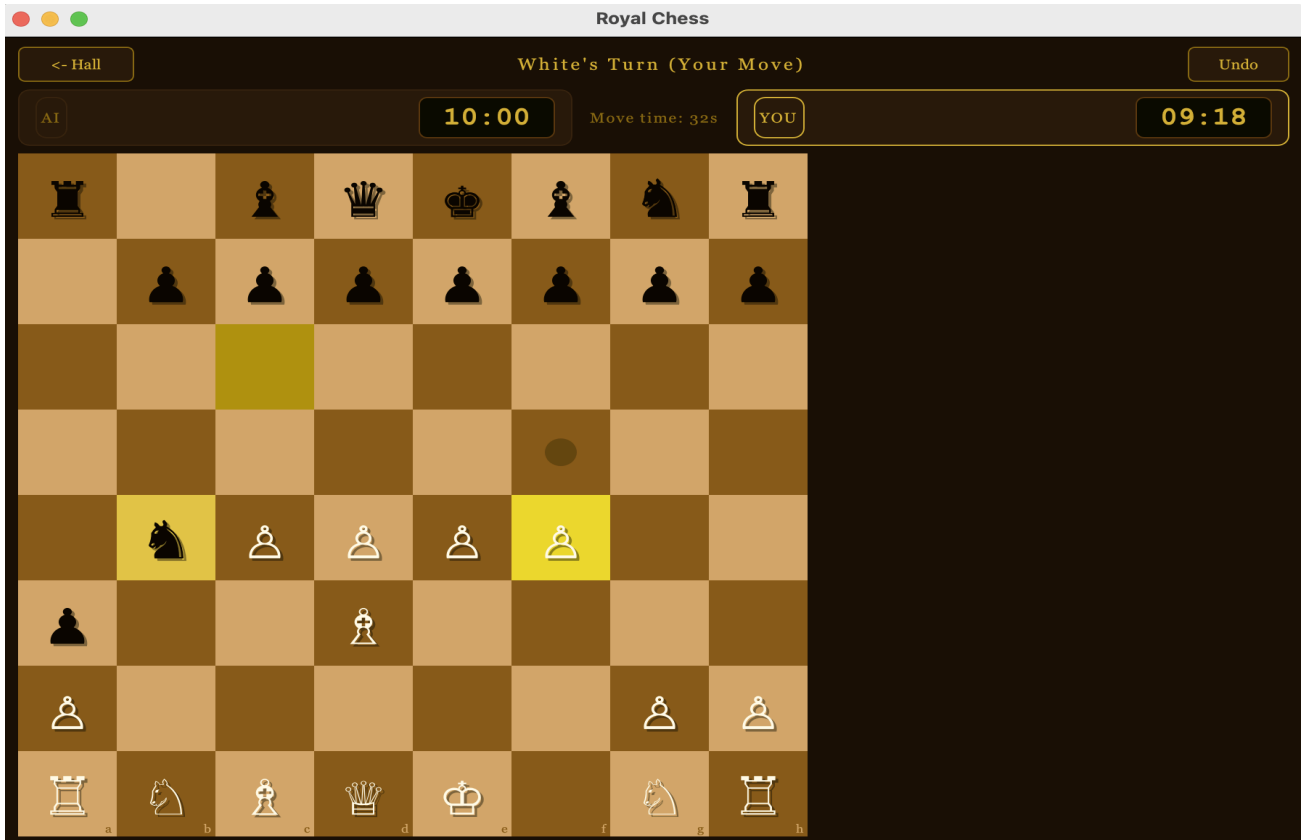 Royal Chess
<- Hall
White's Turn (Your Move)
Undo
AI
10:00
Move time: 32s
YOU
09:18
a b c d e f g h